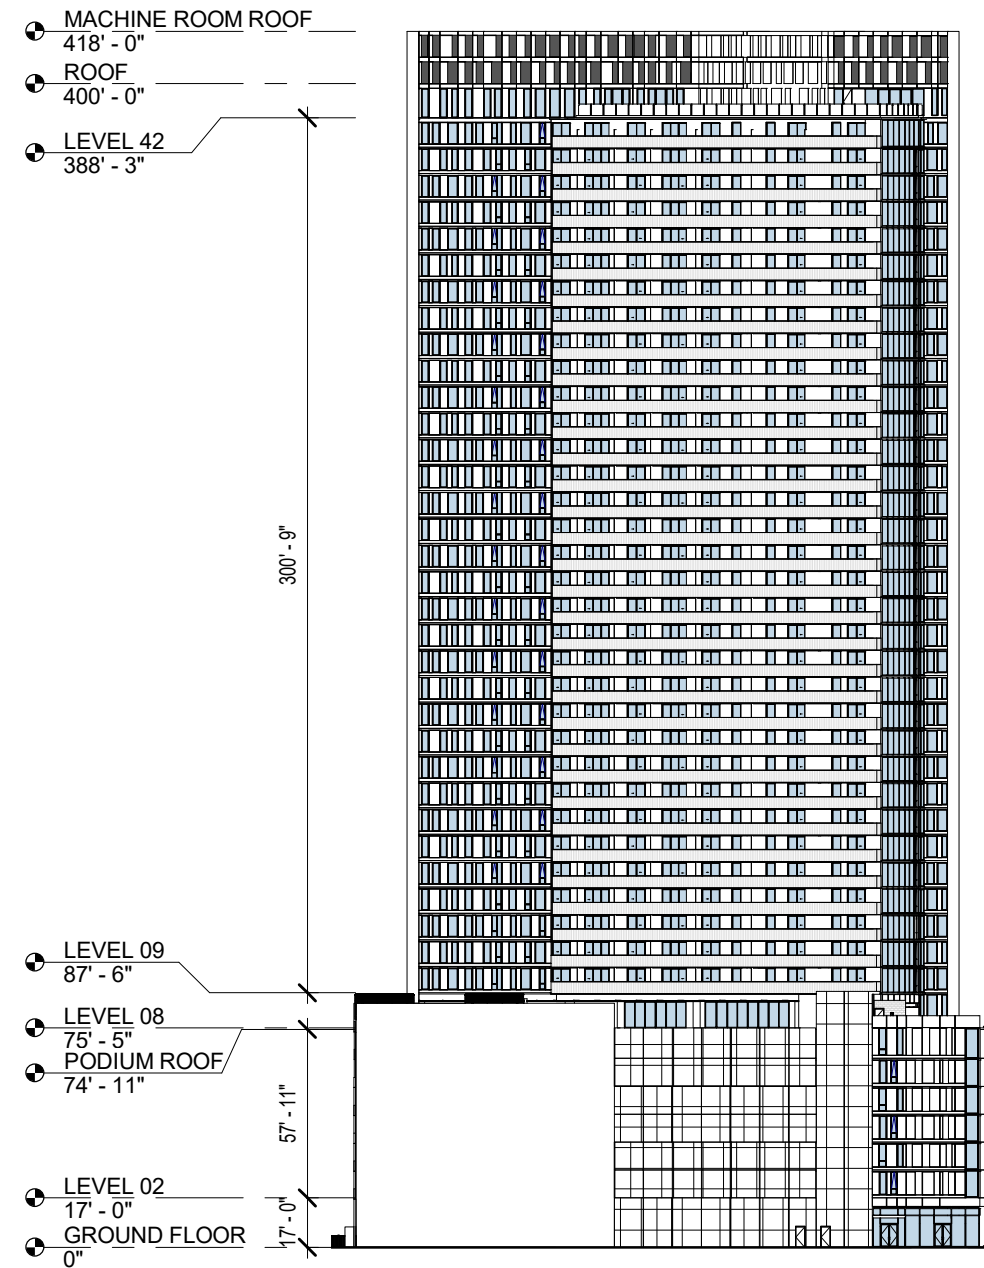 MACHINE ROOM ROOF
418' - 0"
ROOF
400' - 0"
LEVEL 42
388' - 3"
300' - 9"
LEVEL 09
87' - 6"
LEVEL 08
75' - 5"
PODIUM ROOF
74' - 11"
57' - 11"
LEVEL 02
17' - 0"
17' - 0"
GROUND FLOOR
0"